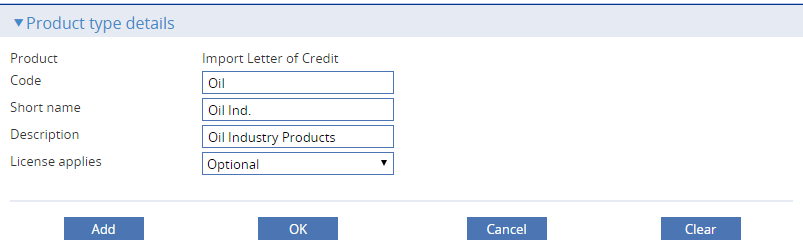 Product type details
Product Import Letter of Credit
Code Oil
Short name Oil Ind.
Description Oil Industry Products
License applies Optional
Add OK Cancel Clear